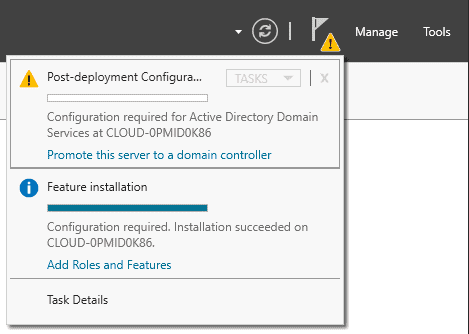 Manage Tools
Post-deployment Configura... TASKS X
Configuration required for Active Directory Domain
Services at CLOUD-0PMID0K86
Promote this server to a domain controller
Feature installation
Configuration required. Installation succeeded on
CLOUD-0PMID0K86.
Add Roles and Features
Task Details